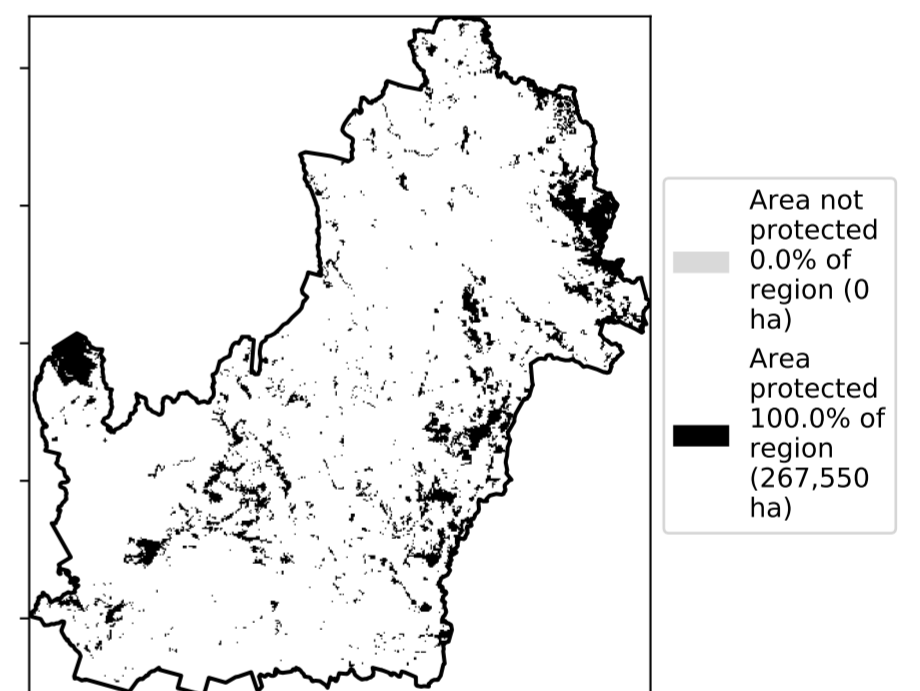 Area not
protected
0.0% of
region (0
ha)
Area
protected
100.0% of
region
(267,550
ha)